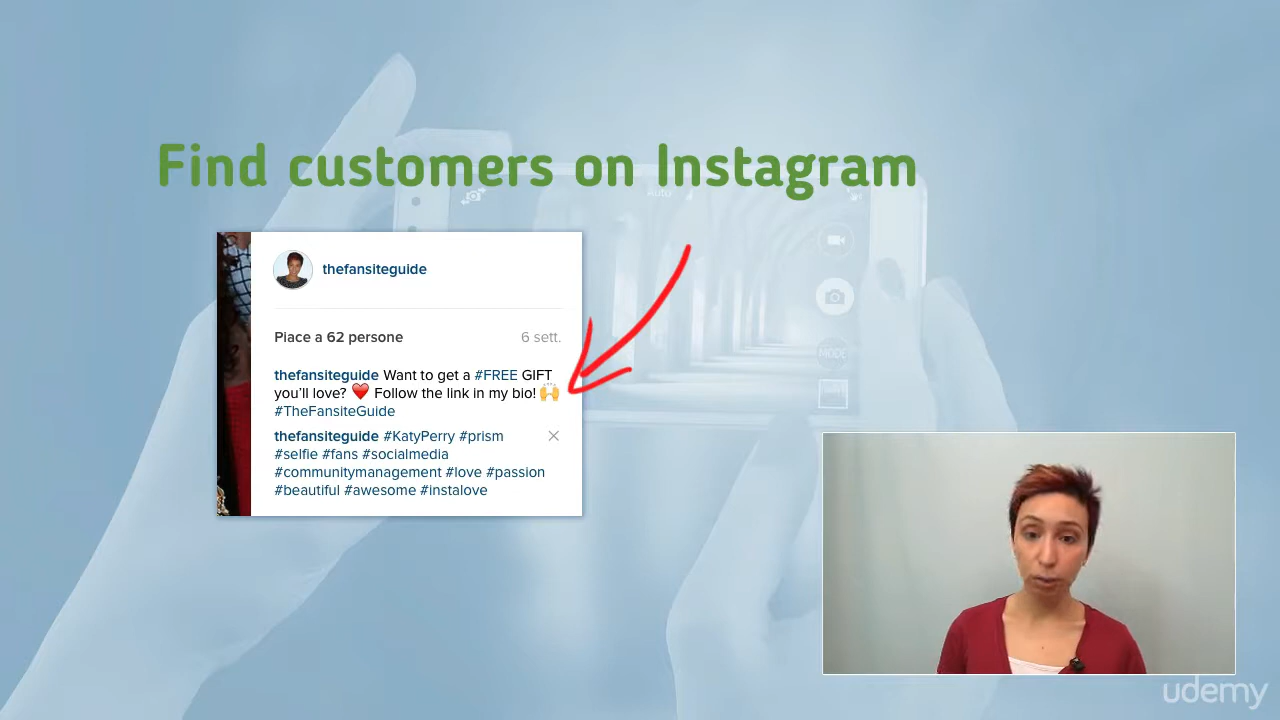 Find customers on Instagram
Auto
MODE
thefansiteguide
Piace a 62 persone 6 sett.
thefansiteguide Want to get a #FREE GIFT
you'll love? ❤️ Follow the link in my bio! 🙌
#TheFansiteGuide
thefansiteguide #KatyPerry #prism
#selfie #fans #socialmedia
#communitymanagement #love #passion
#beautiful #awesome #instalove
udemy